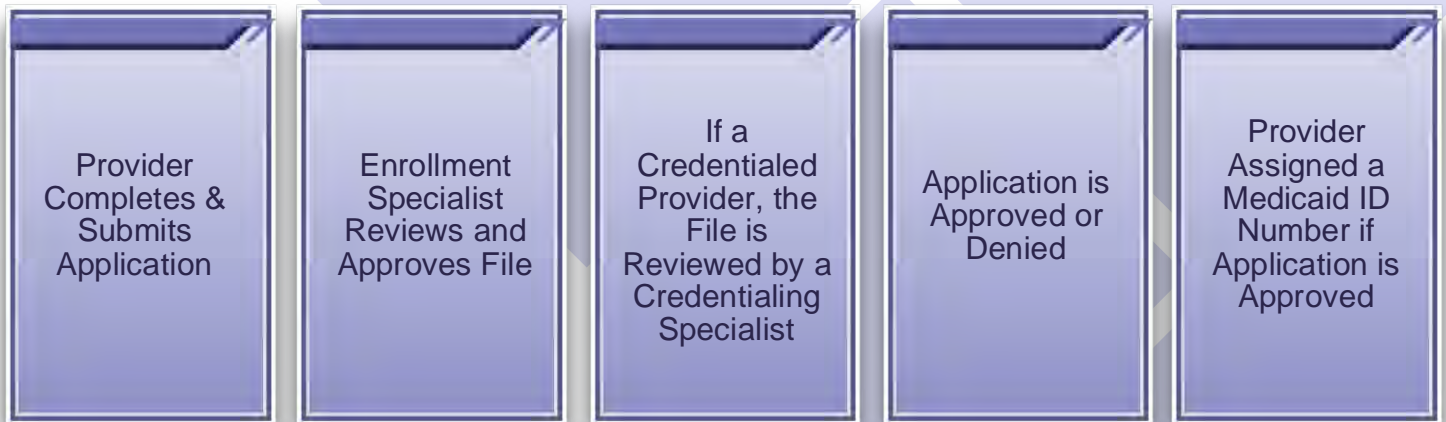 Provider
Completes &
Submits
Application
Enrollment
Specialist
Reviews and
Approves File
If a
Credentialed
Provider, the
File is
Reviewed by a
Credentialing
Specialist
Application is
Approved or
Denied
Provider
Assigned a
Medicaid ID
Number if
Application is
Approved